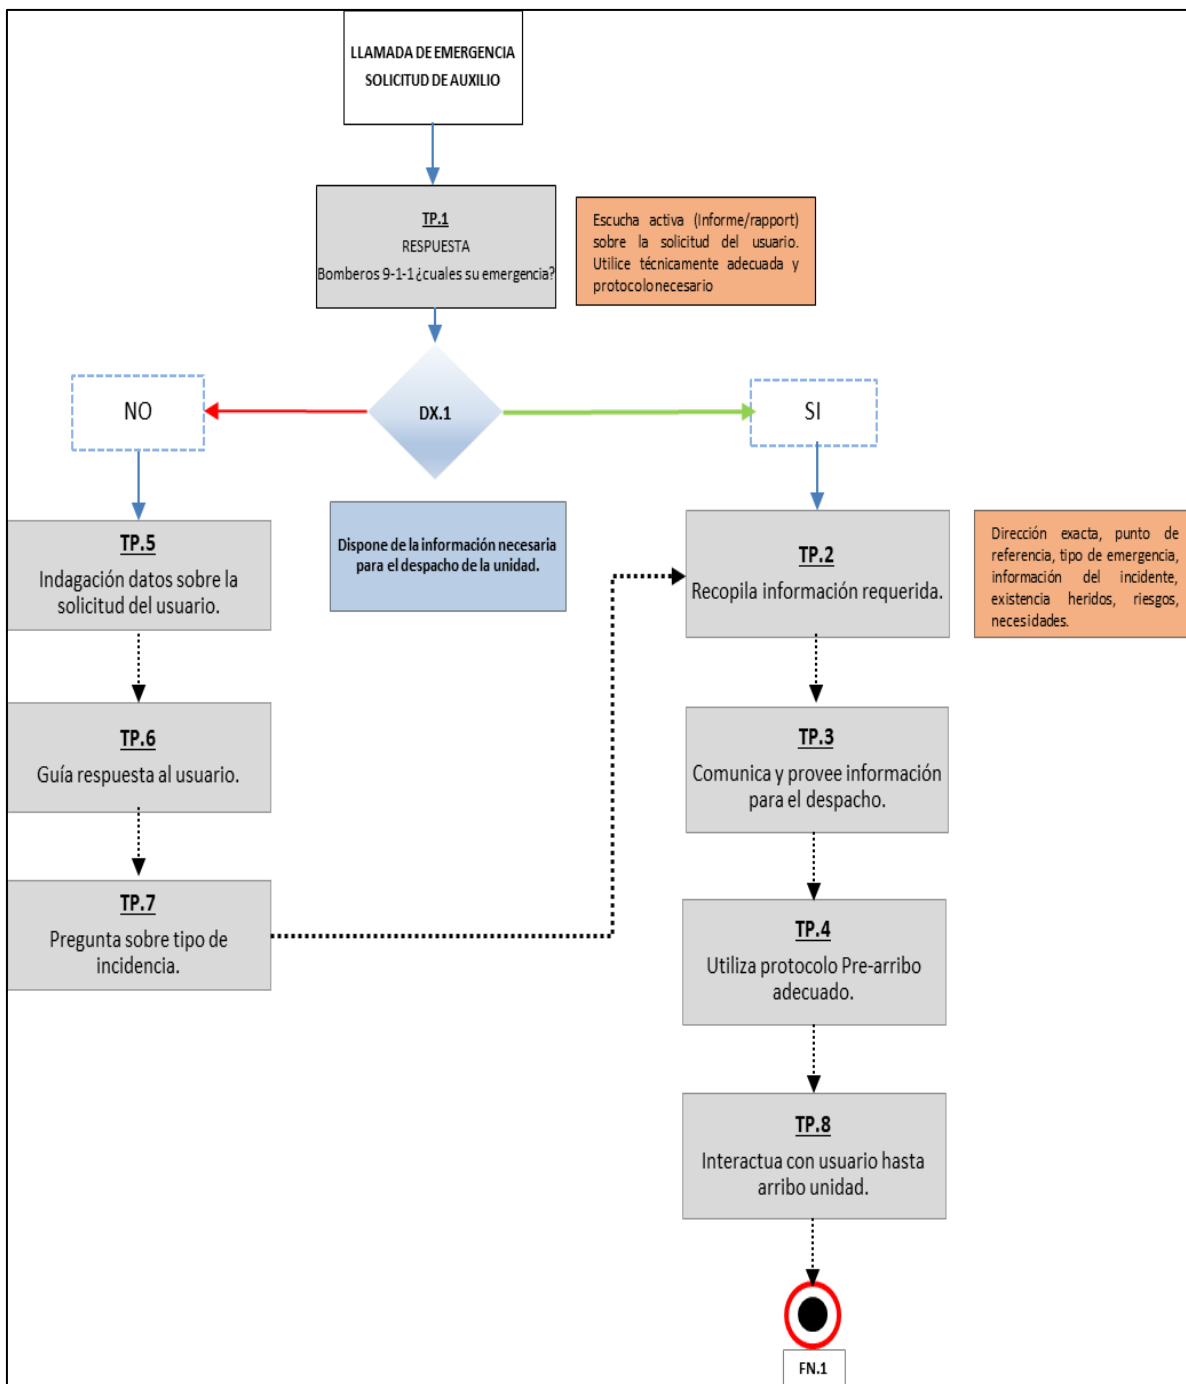 LLAMADA DE EMERGENCIA
SOLICITUD DE AUXILIO
TP.1
RESPUESTA
Bomberos 9-1-1 ¿cuales su emergencia?
Escucha activa (Informe/rapport)
sobre la solicitud del usuario.
Utilice técnicamente adecuada y
protocolo necesario
NO
DX.1
SI
Dispone de la información necesaria
para el despacho de la unidad.
TP.5
Indagación datos sobre la
solicitud del usuario.
TP.2
Recopila información requerida.
Dirección exacta, punto de
referencia, tipo de emergencia,
información del incidente,
existencia heridos, riesgos,
necesidades.
TP.6
Guía respuesta al usuario.
TP.3
Comunica y provee información
para el despacho.
TP.7
Pregunta sobre tipo de
incidencia.
TP.4
Utiliza protocolo Pre-arribo
adecuado.
TP.8
Interactua con usuario hasta
arribo unidad.
FN.1